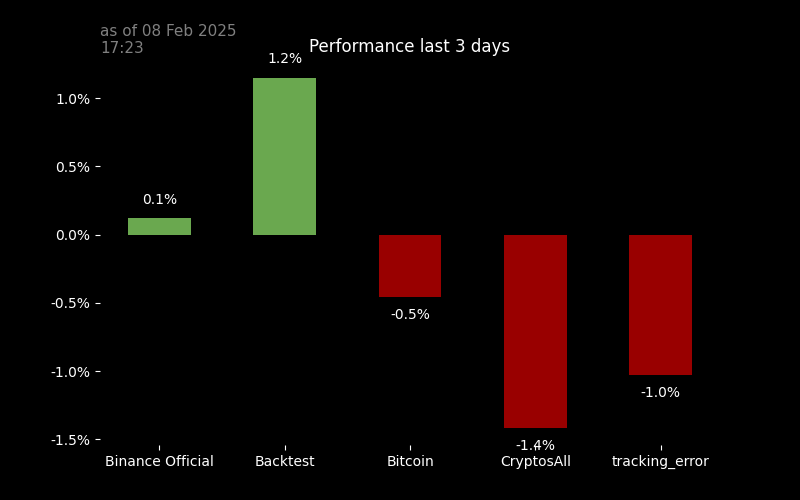 as of 08 Feb 2025
17:23
Performance last 3 days
1.2%
1.0%
0.5%
0.1%
0.0%
-0.5%
-0.5%
-1.0%
-1.0%
-1.5%
-1.4%
Binance Official
Backtest
Bitcoin
CryptosAll
tracking_error